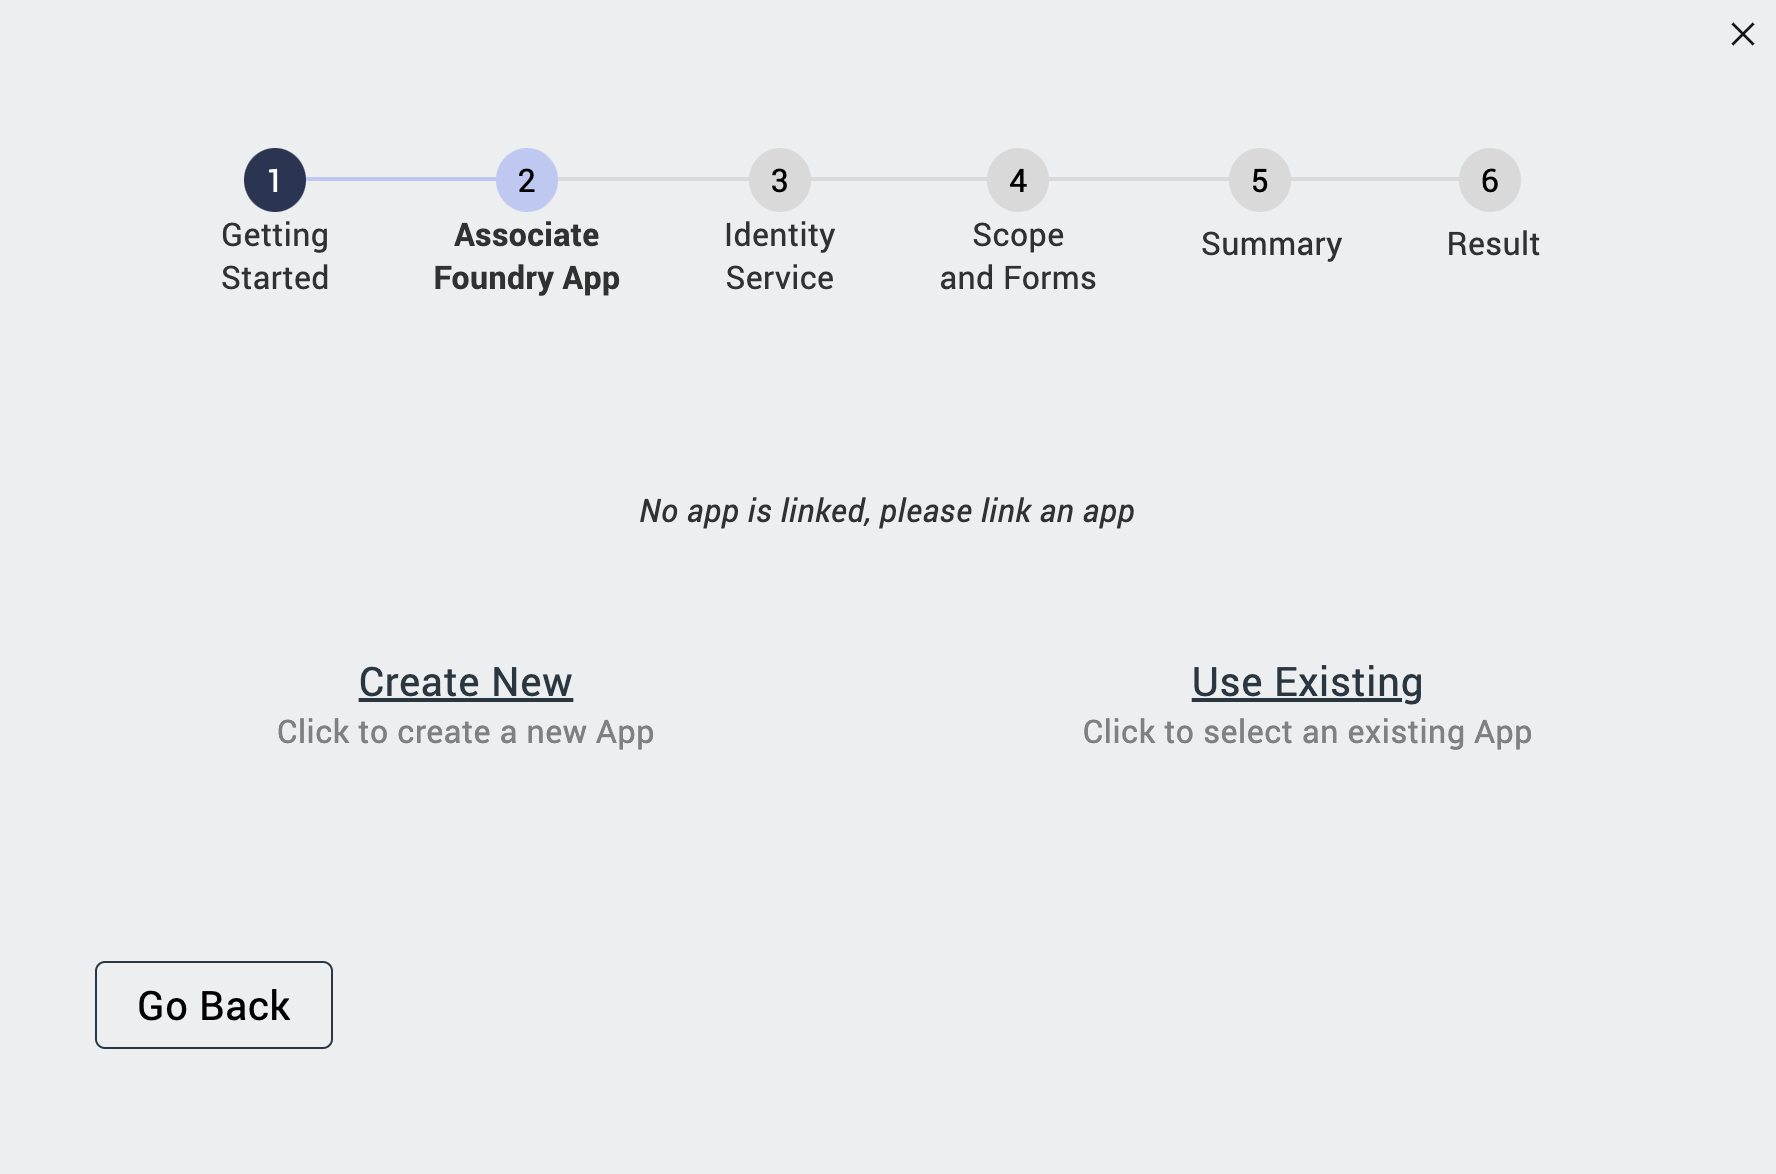 1
2
3
4
5
6
Getting
Started
Associate
Foundry App
Identity
Service
Scope
and Forms
Summary
Result
No app is linked, please link an app
Create New
Click to create a new App
Use Existing
Click to select an existing App
Go Back